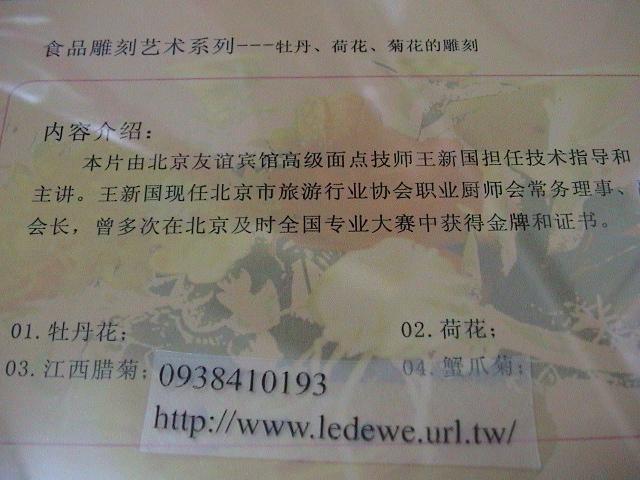 食品雕刻艺术系列---牡丹、荷花、菊花的雕刻
内容介绍：
本片由北京友谊宾馆高级面点技师王新国担任技术指导和
主讲。王新国现任北京市旅游行业协会职业厨师会常务理事、
会长，曾多次在北京及时全国专业大赛中获得金牌和证书。
01.牡丹花；
02.荷花；
03.江西腊菊；
04.蟹爪菊；
0938410193
http://www.ledewe.url.tw/